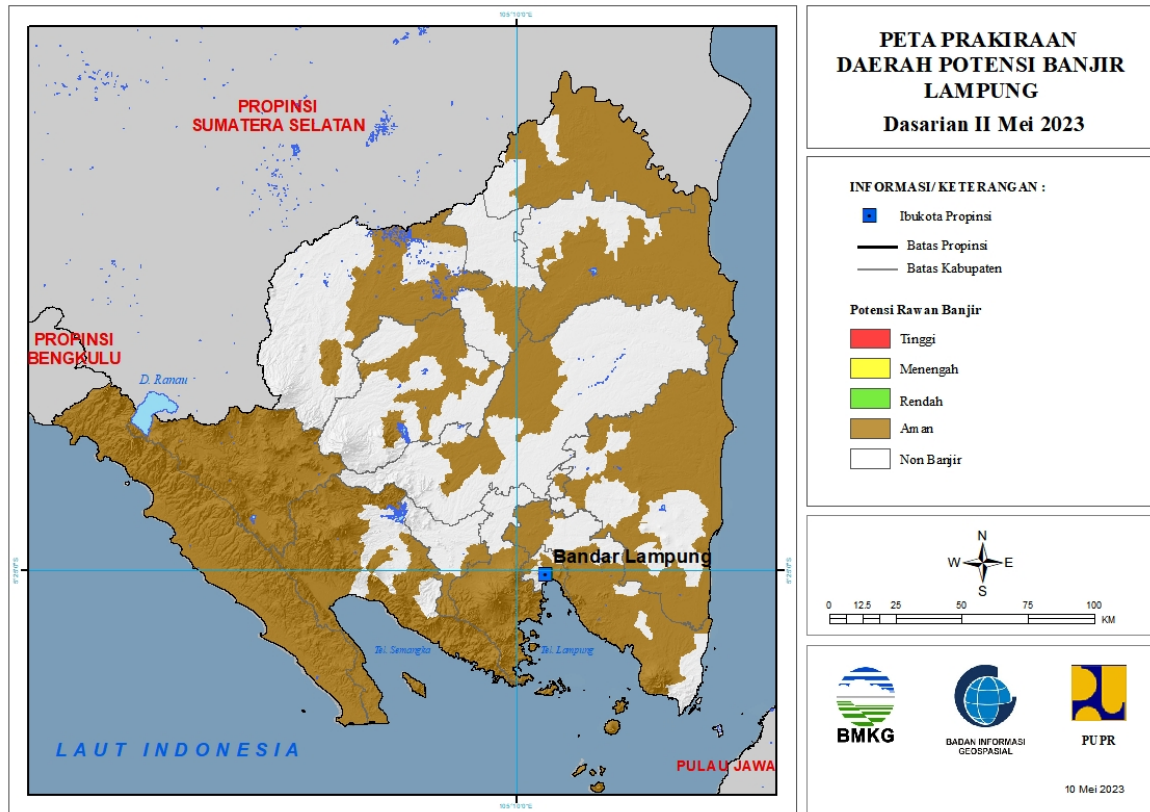 PETA PRAKIRAAN
DAERAH POTENSI BANJIR
LAMPUNG
Dasarian II Mei 2023
INFORMASI/ KETERANGAN :
Ibukota Propinsi
Batas Propinsi
Batas Kabupaten
Potensi Rawan Banjir
Tinggi
Menengah
Rendah
Aman
Non Banjir
N
W E
S
0 12.5 25 50 75 100
KM
BMKG
BADAN INFORMASI
GEOSPASIAL
PUPR
10 Mei 2023
PROPINSI
SUMATERA SELATAN
PROPINSI
BENGKULU
D. Ranau
Bandar Lampung
Tel. Semangka
Tel. Lampung
LAUT INDONESIA
PULAU JAWA